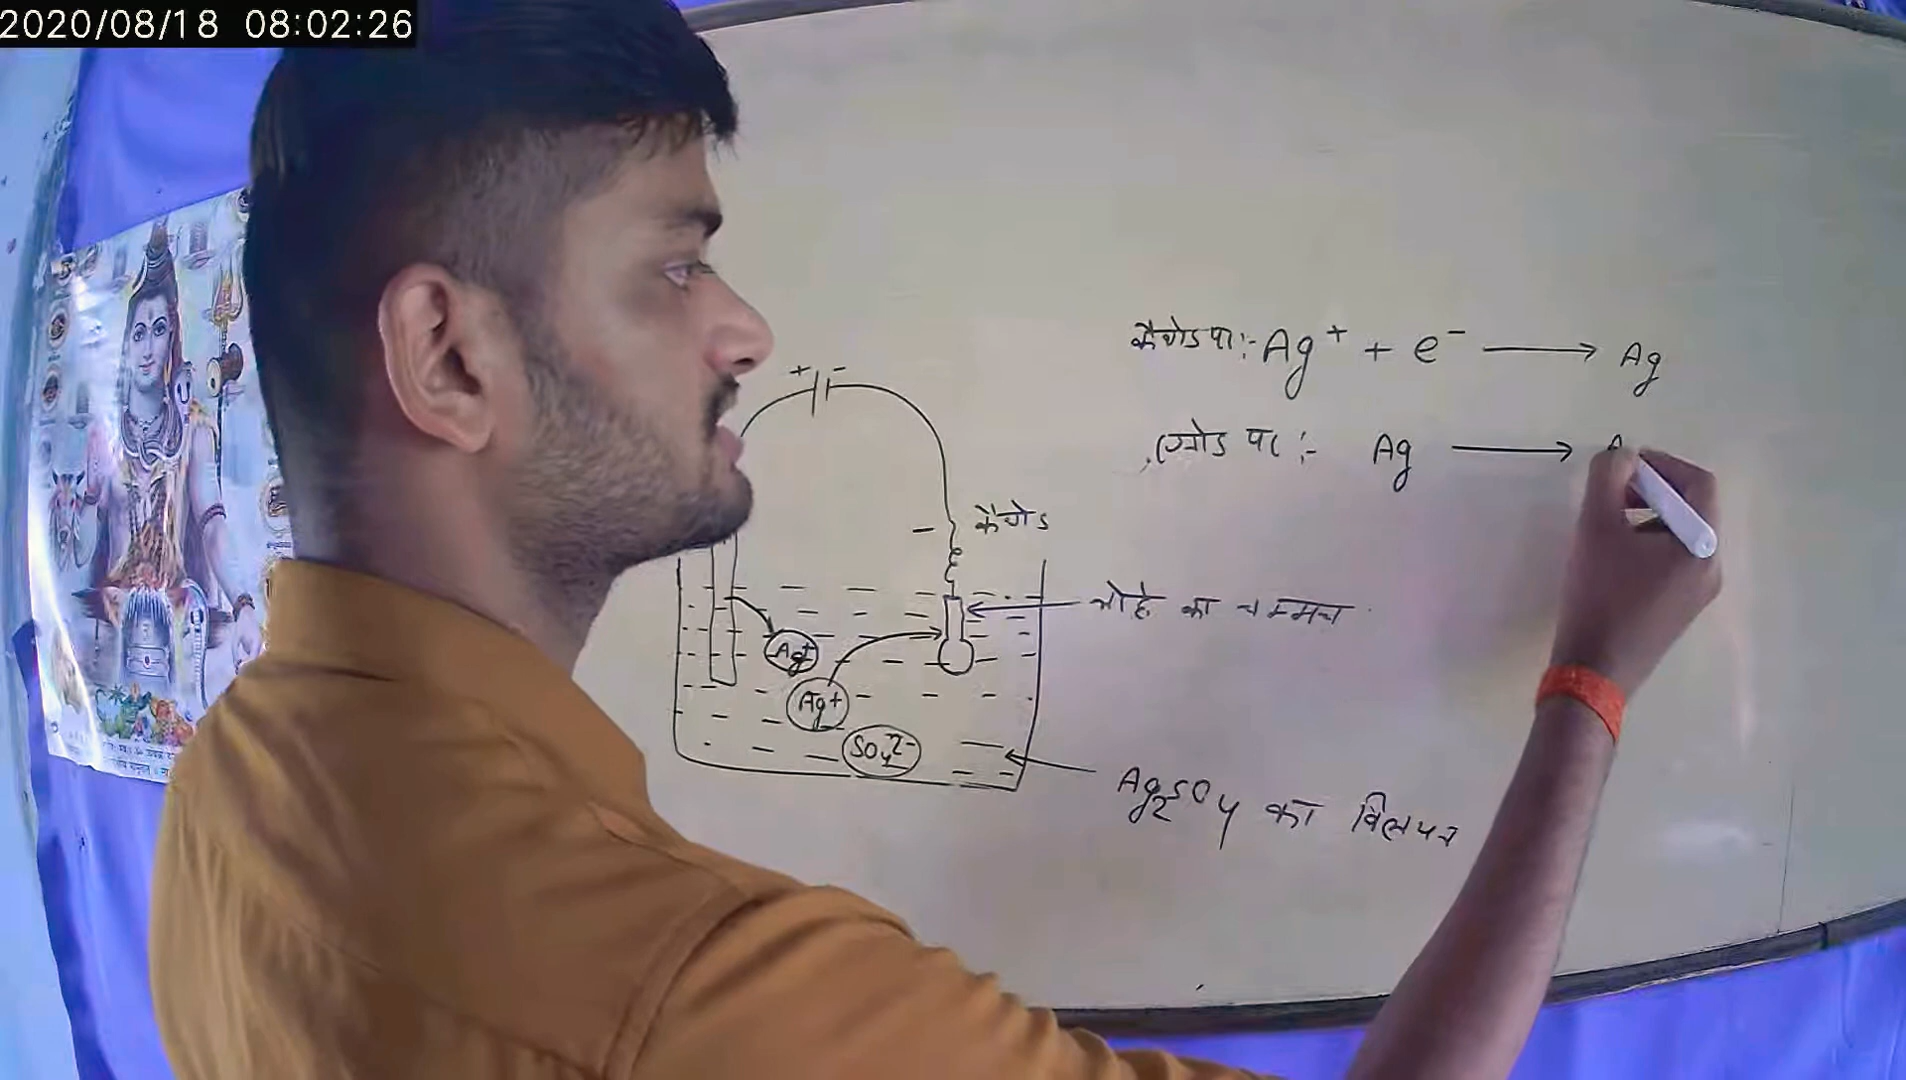 2020/08/18 08:02:26
कैथोड पर :- Ag⁺ + e⁻ ⟶ Ag
एनोड पर :- Ag ⟶ A
+ -
- कैथोड
लोहे का चम्मच
Ag⁺
Ag+
SO₄²⁻
Ag₂SO₄ का विलयन